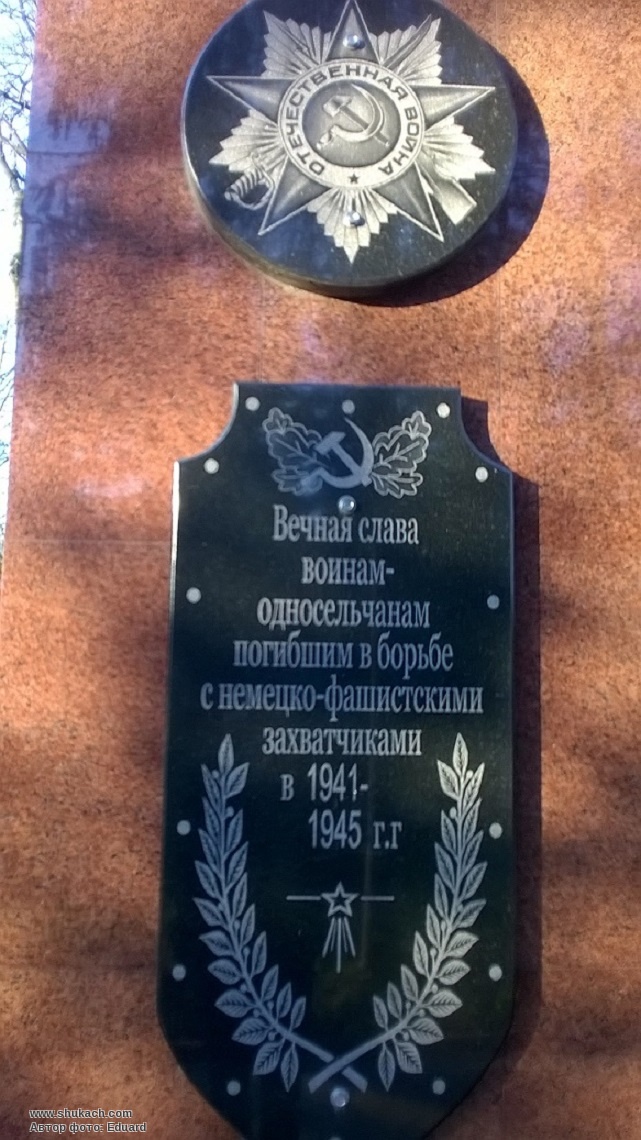 ОТЕЧЕСТВЕННАЯ ВОЙНА
Вечная слава
воинам-
односельчанам
погибшим в борьбе
с немецко-фашистскими
захватчиками
в 1941-
1945 г.г
www.shukach.com
Автор фото: Eduard